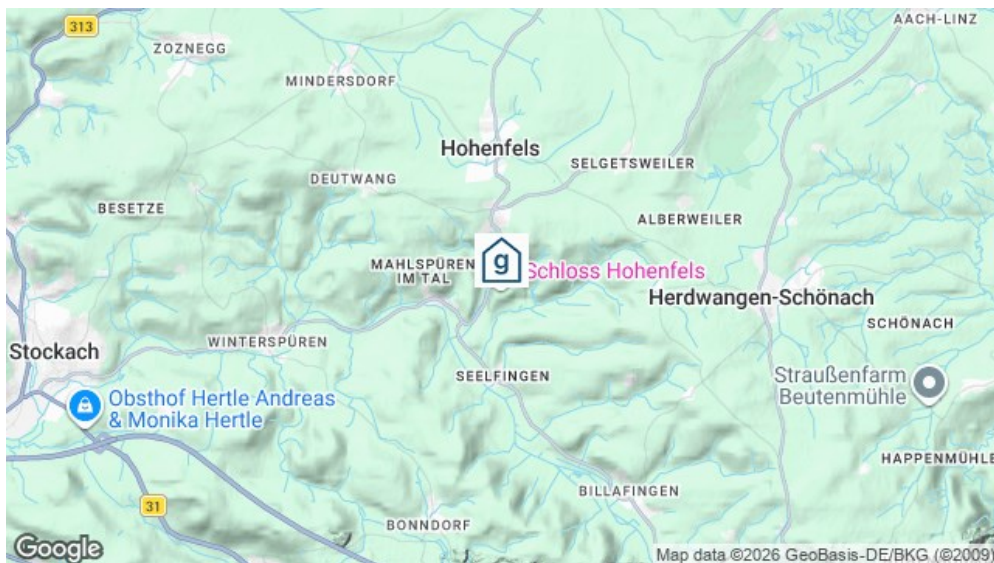 313
AACH-LINZ
ZOZNEGG
MINDERSDORF
Hohenfels
SELGETSWEILER
DEUTWANG
BESETZE
ALBERWEILER
g
MAHLSPÜREN
IM TAL
Schloss Hohenfels
Herdwangen-Schönach
SCHÖNACH
WINTERSPÜREN
Stockach
SEELFINGEN
Straußenfarm
Beutenmühle
Obsthof Hertle Andreas
& Monika Hertle
HAPPENMÜHLE
BILLAFINGEN
31
BONNDORF
Google
Map data ©2026 GeoBasis-DE/BKG (©2009)